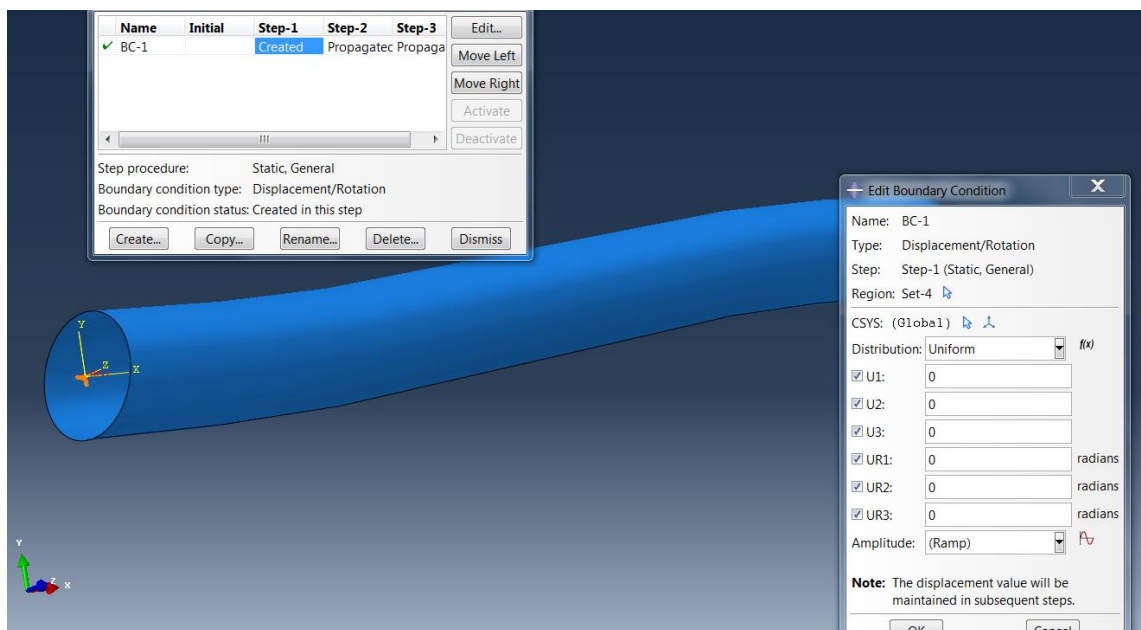 Name Initial Step-1 Step-2 Step-3
BC-1 Created Propagatec Propaga
Edit...
Move Left
Move Right
Activate
Deactivate
Step procedure: Static, General
Boundary condition type: Displacement/Rotation
Boundary condition status: Created in this step
Create... Copy... Rename... Delete... Dismiss
Edit Boundary Condition X
Name: BC-1
Type: Displacement/Rotation
Step: Step-1 (Static, General)
Region: Set-4
CSYS: (Global)
Distribution: Uniform f(x)
U1: 0
U2: 0
U3: 0
UR1: 0 radians
UR2: 0 radians
UR3: 0 radians
Amplitude: (Ramp)
Note: The displacement value will be
maintained in subsequent steps.
OK Cancel
Y
Z
X
Y
Z
X